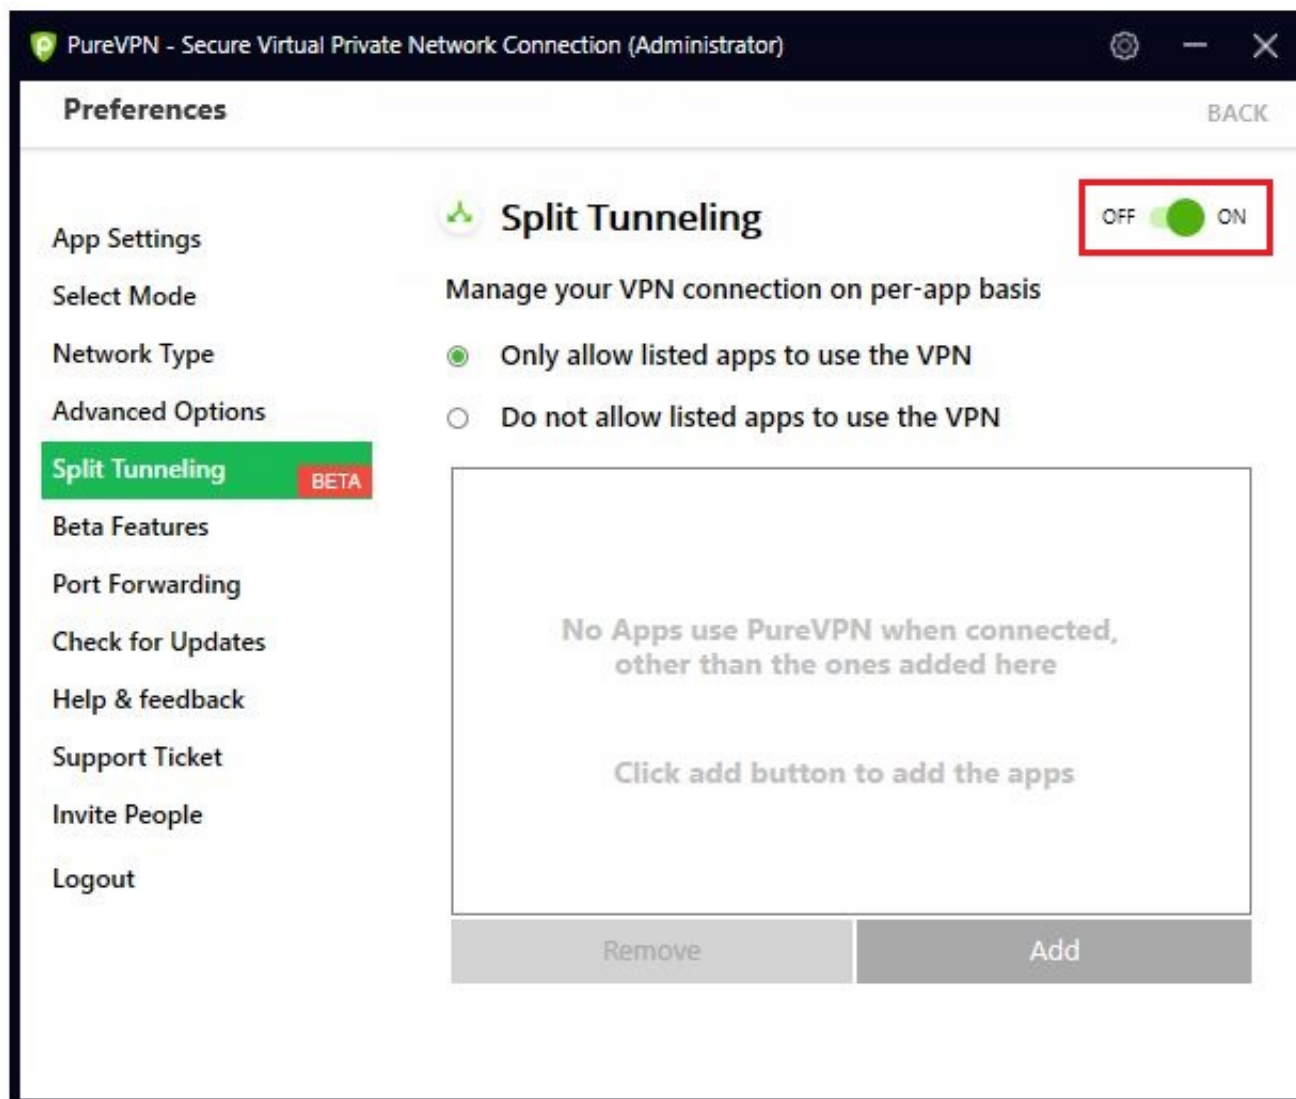 PureVPN - Secure Virtual Private Network Connection (Administrator)
Preferences
BACK
App Settings
Select Mode
Network Type
Advanced Options
Split Tunneling
BETA
Beta Features
Port Forwarding
Check for Updates
Help & feedback
Support Ticket
Invite People
Logout
Split Tunneling
OFF ON
Manage your VPN connection on per-app basis
Only allow listed apps to use the VPN
Do not allow listed apps to use the VPN
No Apps use PureVPN when connected,
other than the ones added here
Click add button to add the apps
Remove
Add